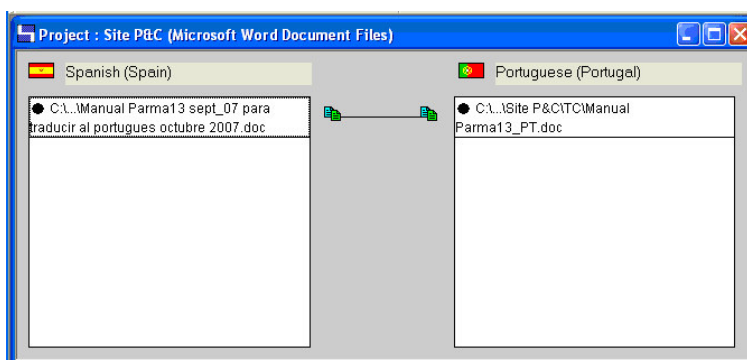 Project : Site P&C (Microsoft Word Document Files)
Spanish (Spain)
Portuguese (Portugal)
C:\...\Manual Parma13 sept_07 para
traducir al portugues octubre 2007.doc
C:\...\Site P&C\TC\Manual
Parma13_PT.doc